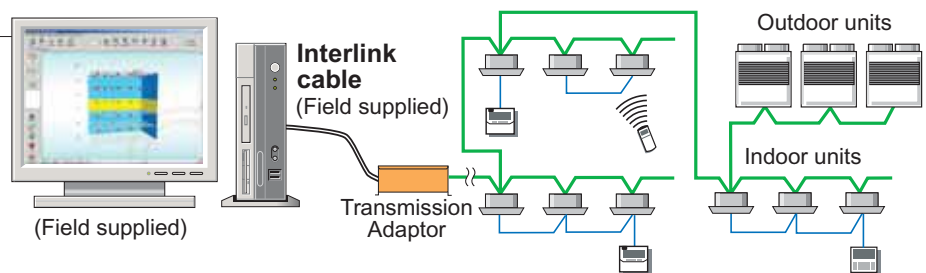 Interlink
cable
(Field supplied)
(Field supplied)
Transmission
Adaptor
Outdoor units
Indoor units